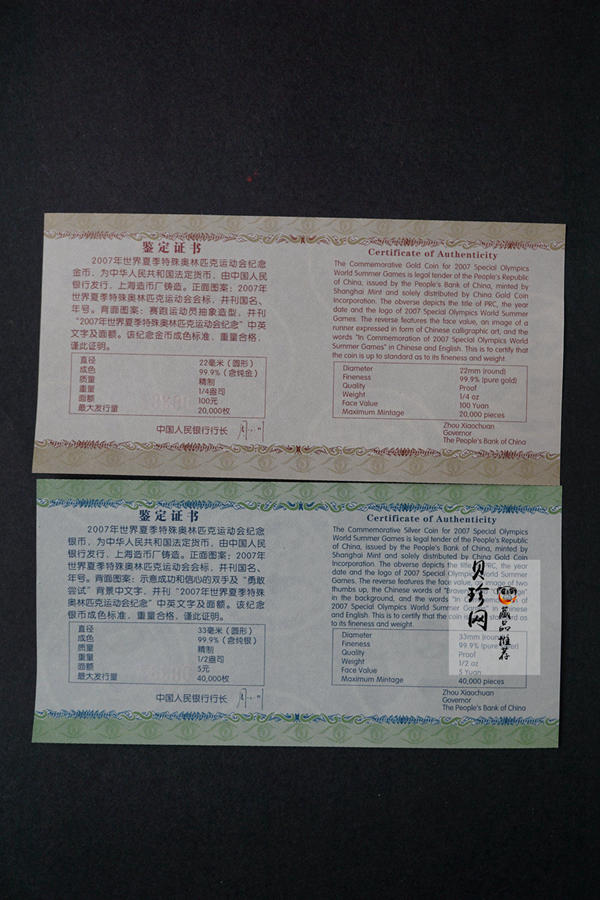 鉴定证书
2007年世界夏季特殊奥林匹克运动会纪念
金币，为中华人民共和国法定货币，由中国人民
银行发行，上海造币厂铸造。正面图案：2007年
世界夏季特殊奥林匹克运动会会标，并刊国名、
年号。背面图案：赛跑运动员抽象造型，并刊
“2007年世界夏季特殊奥林匹克运动会纪念”中英
文字及面额。该纪念金币成色标准，重量合格，
谨此证明。
直径 22毫米（圆形）
成色 99.9%（含纯金）
质量 精制
重量 1/4盎司
面额 100元
最大发行量 20,000枚
中国人民银行行长
Certificate of Authenticity
The Commemorative Gold Coin for 2007 Special Olympics
World Summer Games is legal tender of the People's Republic
of China, issued by the People's Bank of China, minted by
Shanghai Mint and solely distributed by China Gold Coin
Incorporation. The obverse depicts the title of PRC, the year
date and the logo of 2007 Special Olympics World Summer
Games. The reverse features the face value, an image of a
runner expressed in form of Chinese calligraphic art, and the
words "In Commemoration of 2007 Special Olympics World
Summer Games" in Chinese and English. This is to certify that
the coin is up to standard as to its fineness and weight.
Diameter 22mm (round)
Fineness 99.9% (pure gold)
Quality Proof
Weight 1/4 oz
Face Value 100 Yuan
Maximum Mintage 20,000 pieces
Zhou Xiaochuan
Governor
The People's Bank of China
鉴定证书
2007年世界夏季特殊奥林匹克运动会纪念
银币，为中华人民共和国法定货币，由中国人民
银行发行，上海造币厂铸造。正面图案：2007年
世界夏季特殊奥林匹克运动会会标，并刊国名、
年号。背面图案：示意成功和信心的双手及“勇敢
尝试”背景中文字，并刊“2007年世界夏季特殊奥
林匹克运动会纪念”中英文字及面额。该纪念
银币成色标准，重量合格，谨此证明。
直径 33毫米（圆形）
成色 99.9%（含纯银）
质量 精制
重量 1/2盎司
面额 5元
最大发行量 40,000枚
中国人民银行行长
Certificate of Authenticity
The Commemorative Silver Coin for 2007 Special Olympics
World Summer Games is legal tender of the People's Republic
of China, issued by the People's Bank of China, minted by
Shanghai Mint and solely distributed by China Gold Coin
Incorporation. The obverse depicts the title of PRC, the year
date and the logo of 2007 Special Olympics World Summer
Games. The reverse features the face value, an image of two
thumbs up, the Chinese words of
in the background, and the words "In
2007 Special Olympics World Summer Games" in Chinese
and English. This is to certify that the coin is up to standard as
to its fineness and weight.
Diameter 33mm (round)
Fineness 99.9% (pure silver)
Quality Proof
Weight 1/2 oz
Face Value 5 Yuan
Maximum Mintage 40,000 pieces
Zhou Xiaochuan
Governor
The People's Bank of China
贝珍网
藏品推荐